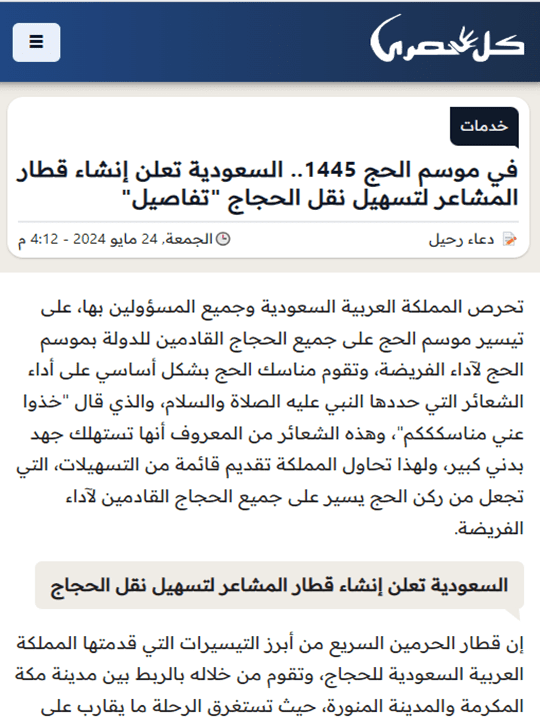 كل حصري
خدمات
في موسم الحج 1445.. السعودية تعلن إنشاء قطار
المشاعر لتسهيل نقل الحجاج "تفاصيل"
دعاء رحيل
الجمعة, 24 مايو 2024 - 4:12 م
تحرص المملكة العربية السعودية وجميع المسؤولين بها، على
تيسير موسم الحج على جميع الحجاج القادمين للدولة بموسم
الحج لآداء الفريضة، وتقوم مناسك الحج بشكل أساسي على أداء
الشعائر التي حددها النبي عليه الصلاة والسلام، والذي قال "خذوا
عني مناسكككم"، وهذه الشعائر من المعروف أنها تستهلك جهد
بدني كبير، ولهذا تحاول المملكة تقديم قائمة من التسهيلات، التي
تجعل من ركن الحج يسير على جميع الحجاج القادمين لآداء
الفريضة.
السعودية تعلن إنشاء قطار المشاعر لتسهيل نقل الحجاج
إن قطار الحرمين السريع من أبرز التيسيرات التي قدمتها المملكة
العربية السعودية للحجاج، وتقوم من خلاله بالربط بين مدينة مكة
المكرمة والمدينة المنورة، حيث تستغرق الرحلة ما يقارب على